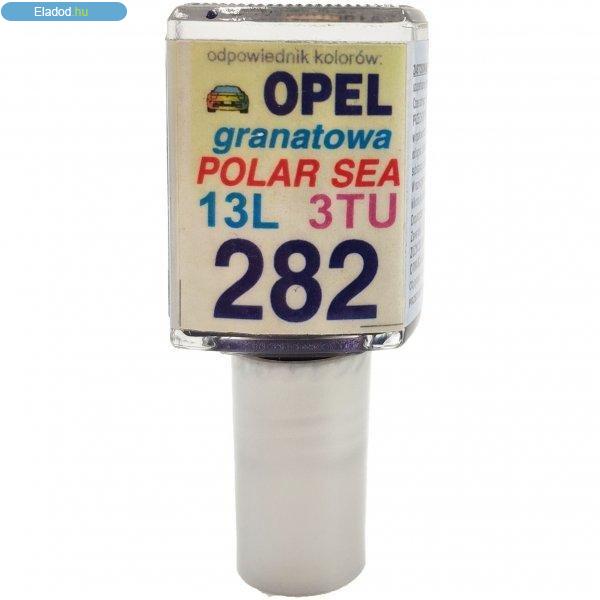 Eladod.hu
odpowiednik kolorów:
OPEL
granatowa
POLAR SEA
13L 3TU
282